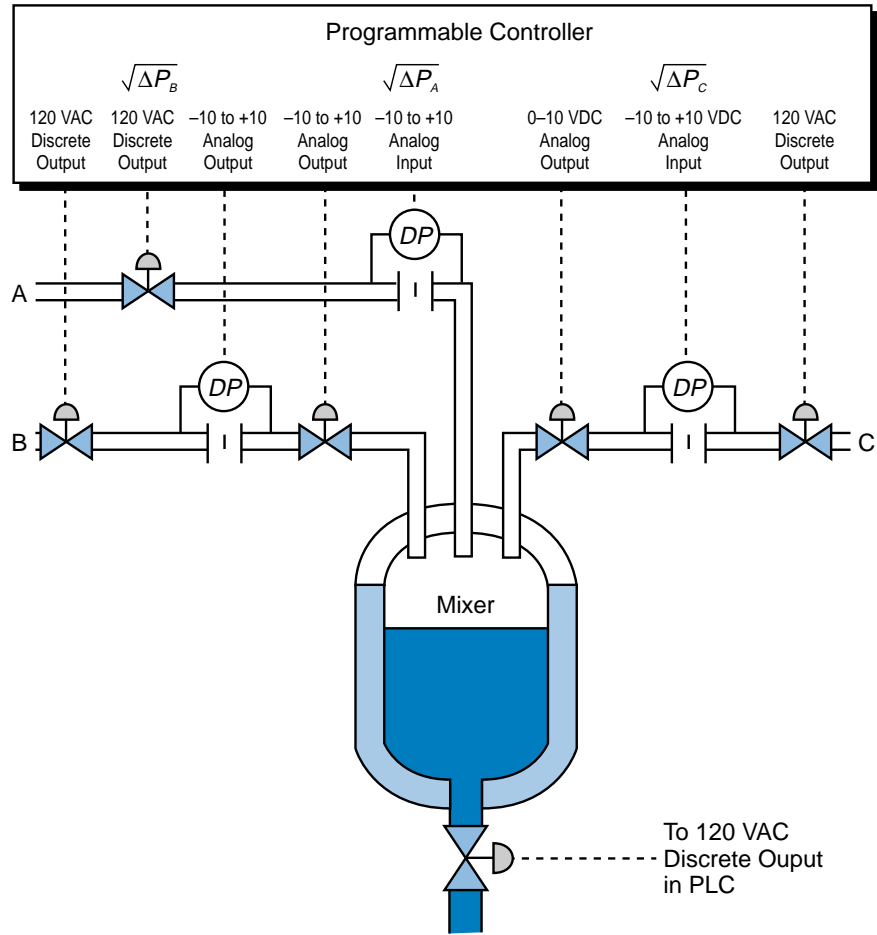 Programmable Controller
√ΔP_B
√ΔP_A
√ΔP_C
120 VAC
Discrete
Output
120 VAC
Discrete
Output
–10 to +10
Analog
Output
–10 to +10
Analog
Output
–10 to +10
Analog
Input
0–10 VDC
Analog
Output
–10 to +10 VDC
Analog
Input
120 VAC
Discrete
Output
DP
A
I
DP
DP
B
I
I
C
Mixer
To 120 VAC
Discrete Ouput
in PLC